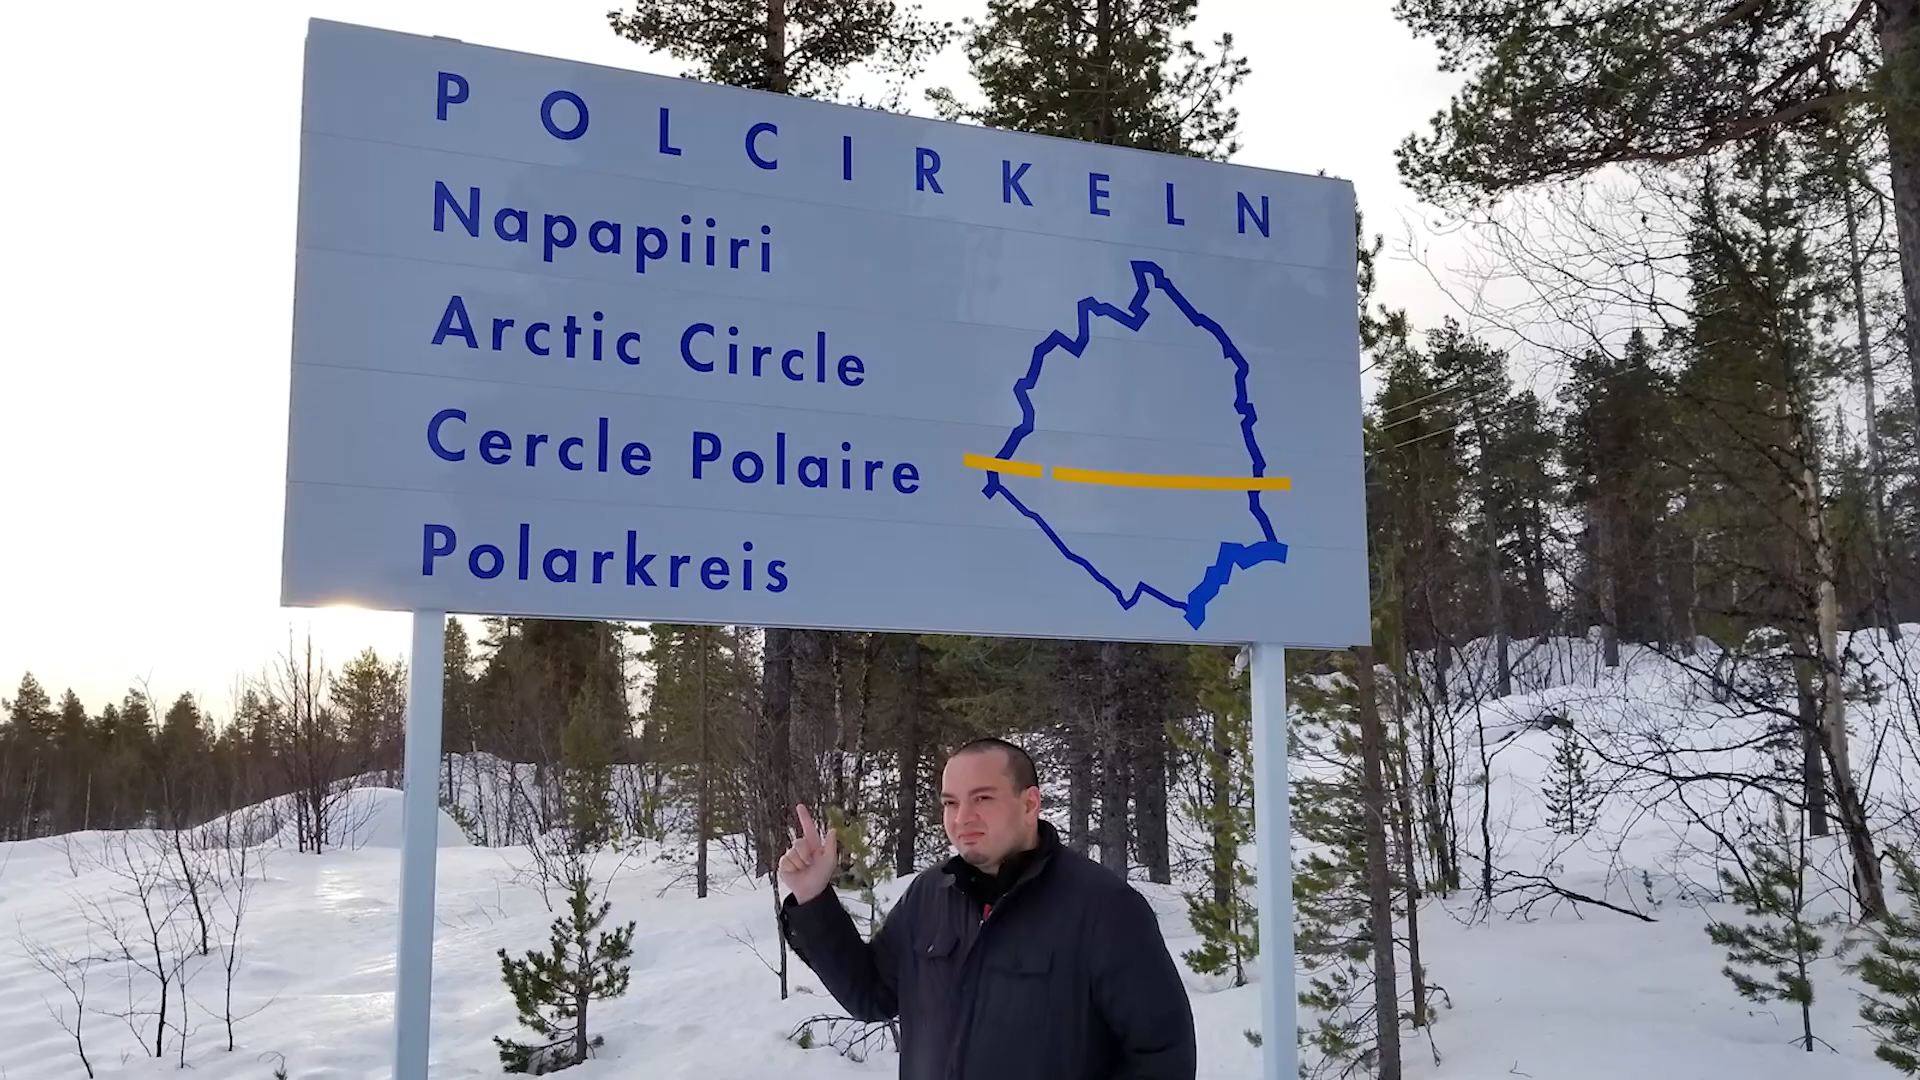 POLCIRKELN
Napapiiri
Arctic Circle
Cercle Polaire
Polarkreis